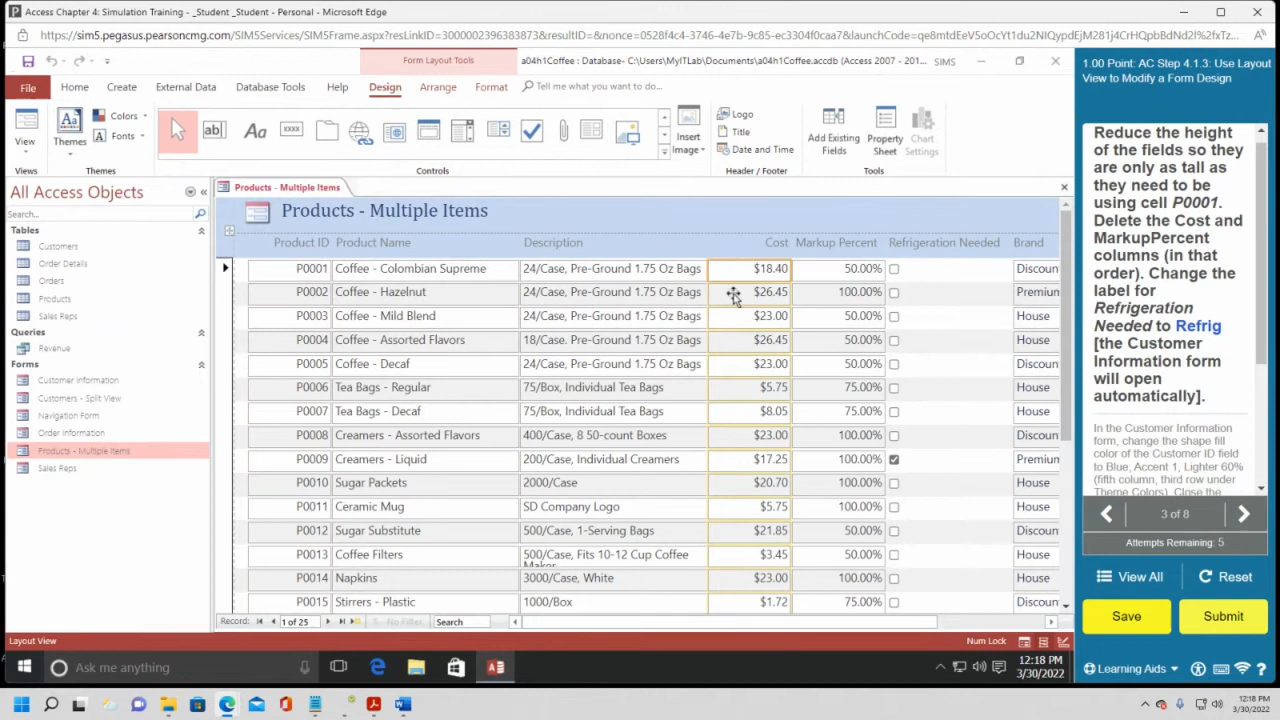 Access Chapter 4: Simulation Training - _Student _Student - Personal - Microsoft Edge
Form Layout Tools
a04h1Coffee : Database- C:\Users\MyITLab\Documents\a04h1Coffee.accdb (Access 2007 - 201... SIMS
File Home Create External Data Database Tools Help Design Arrange Format Tell me what you want to do...
View
Views
Themes
Colors
Fonts
Themes
ab|
Aa
XXXX
Controls
Insert
Image
Logo
Title
Date and Time
Header / Footer
Add Existing
Fields
Property
Sheet
Chart
Settings
Tools
All Access Objects
Search...
Tables
Customers
Order Details
Orders
Products
Sales Reps
Queries
Revenue
Forms
Customer Information
Customers - Split View
Navigation Form
Order Information
Products - Multiple Items
Sales Reps
Products - Multiple Items
Products - Multiple Items
Product ID Product Name Description Cost Markup Percent Refrigeration Needed Brand
P0001 Coffee - Colombian Supreme 24/Case, Pre-Ground 1.75 Oz Bags $18.40 50.00% Discoun
P0002 Coffee - Hazelnut 24/Case, Pre-Ground 1.75 Oz Bags $26.45 100.00% Premium
P0003 Coffee - Mild Blend 24/Case, Pre-Ground 1.75 Oz Bags $23.00 50.00% House
P0004 Coffee - Assorted Flavors 18/Case, Pre-Ground 1.75 Oz Bags $26.45 50.00% House
P0005 Coffee - Decaf 24/Case, Pre-Ground 1.75 Oz Bags $23.00 50.00% Discoun
P0006 Tea Bags - Regular 75/Box, Individual Tea Bags $5.75 75.00% House
P0007 Tea Bags - Decaf 75/Box, Individual Tea Bags $8.05 75.00% House
P0008 Creamers - Assorted Flavors 400/Case, 8 50-count Boxes $23.00 100.00% Discoun
P0009 Creamers - Liquid 200/Case, Individual Creamers $17.25 100.00% Premium
P0010 Sugar Packets 2000/Case $20.70 100.00% House
P0011 Ceramic Mug SD Company Logo $5.75 100.00% House
P0012 Sugar Substitute 500/Case, 1-Serving Bags $21.85 50.00% Discoun
P0013 Coffee Filters 500/Case, Fits 10-12 Cup Coffee Maker $3.45 50.00% House
P0014 Napkins 3000/Case, White $23.00 100.00% House
P0015 Stirrers - Plastic 1000/Box $1.72 75.00% Discoun
Record: 1 of 25 No Filter Search
Layout View Num Lock
Ask me anything
12:18 PM
3/30/2022
1.00 Point: AC Step 4.1.3: Use Layout
View to Modify a Form Design
Reduce the height
of the fields so they
are only as tall as
they need to be
using cell P0001.
Delete the Cost and
MarkupPercent
columns (in that
order). Change the
label for
Refrigeration
Needed to Refrig
[the Customer
Information form
will open
automatically].
In the Customer Information
form, change the shape fill
color of the Customer ID field
to Blue, Accent 1, Lighter 60%
(fifth column, third row under
Theme Colors). Close the
3 of 8
Attempts Remaining: 5
View All Reset
Save Submit
Learning Aids
12:18 PM
3/30/2022